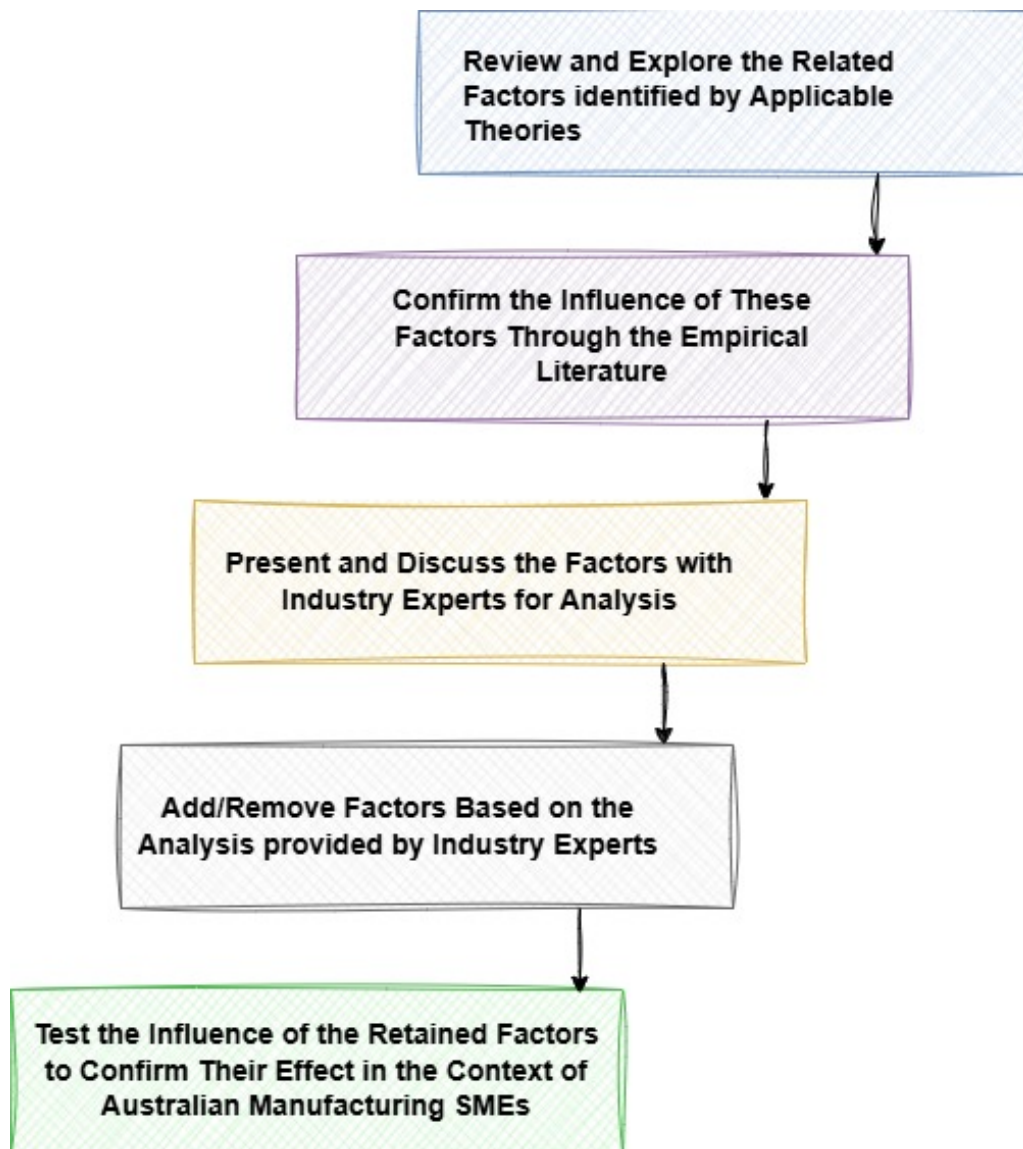 Review and Explore the Related
Factors identified by Applicable
Theories
Confirm the Influence of These
Factors Through the Empirical
Literature
Present and Discuss the Factors with
Industry Experts for Analysis
Add/Remove Factors Based on the
Analysis provided by Industry Experts
Test the Influence of the Retained Factors
to Confirm Their Effect in the Context of
Australian Manufacturing SMEs